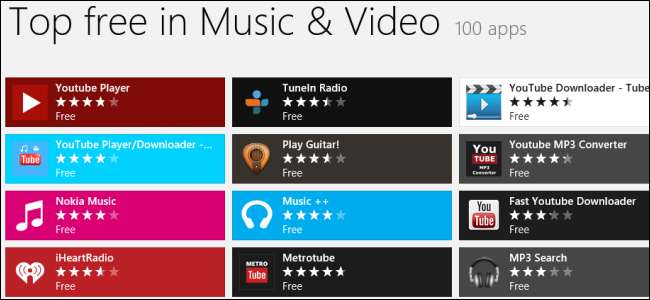 Top free in Music & Video 100 apps
Youtube Player
Free
YouTube Player/Downloader -...
Free
You
Tube
Nokia Music
Free
iHeartRadio
Free
TuneIn Radio
Free
Play Guitar!
Free
Music ++
Free
Metrotube
Free
METRO
Tube
YouTube Downloader - Tube
Free
Youtube MP3 Converter
Free
You
TUBE
MP3
Converter
Fast Youtube Downloader
Free
You
Tube
MP3 Search
Free